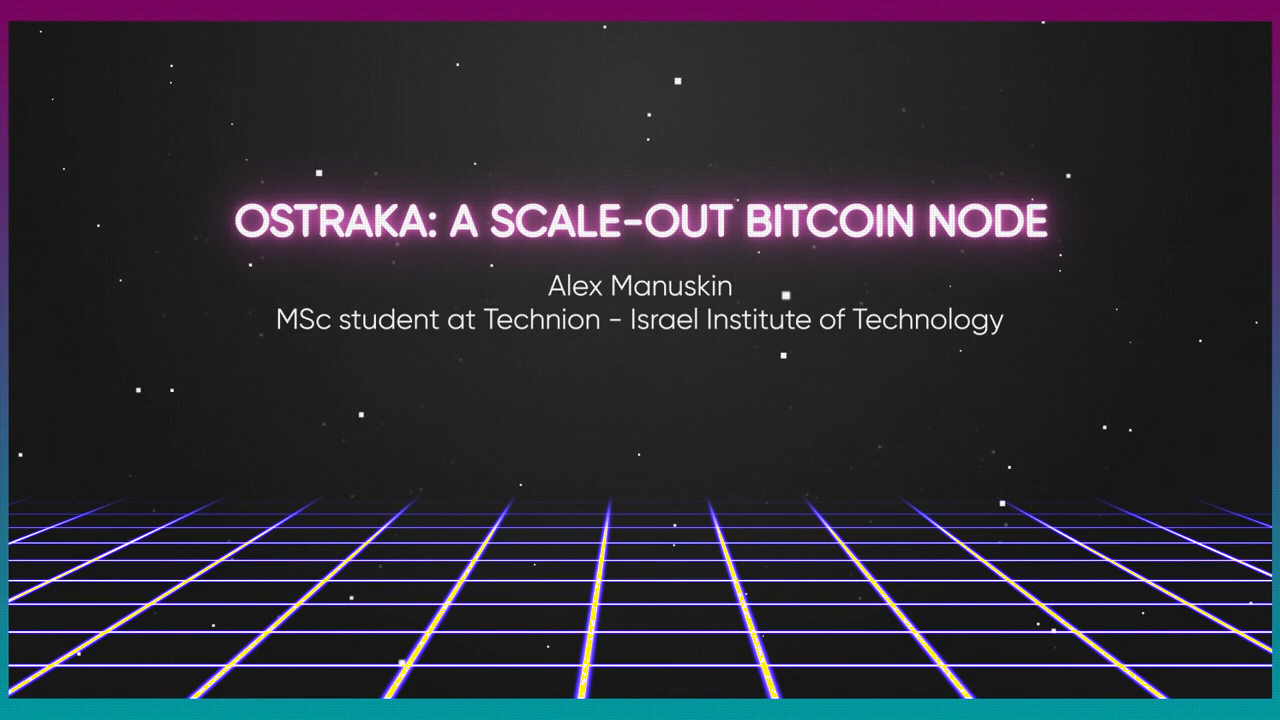 OSTRAKA: A SCALE-OUT BITCOIN NODE
Alex Manuskin
MSc student at Technion - Israel Institute of Technology